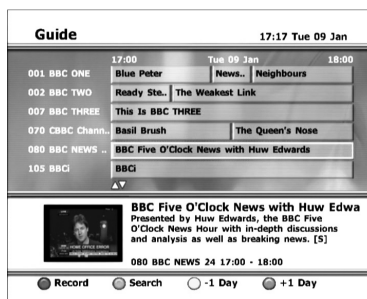 Guide 17:17 Tue 09 Jan
17:00 Tue 09 Jan 18:00
001 BBC ONE Blue Peter News.. Neighbours
002 BBC TWO Ready Ste.. The Weakest Link
007 BBC THREE This Is BBC THREE
070 CBBC Chann.. Basil Brush The Queen's Nose
080 BBC NEWS .. BBC Five O'Clock News with Huw Edwards
105 BBCi BBCi
BBC Five O'Clock News with Huw Edwa
Presented by Huw Edwards, the BBC Five
O'Clock News Hour with in-depth discussions
and analysis as well as breaking news. [S]
HOME OFFICE ERROR
080 BBC NEWS 24 17:00 - 18:00
Record Search -1 Day +1 Day